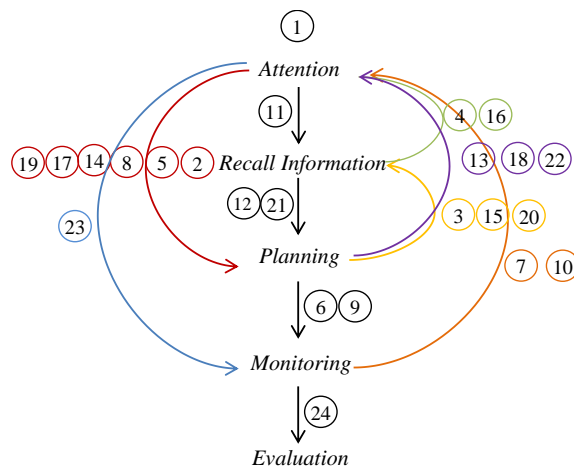 1
Attention
11
4 16
19 17 14 8 5 2 Recall Information 13 18 22
12 21
23
3 15 20
Planning
7 10
6 9
Monitoring
24
Evaluation